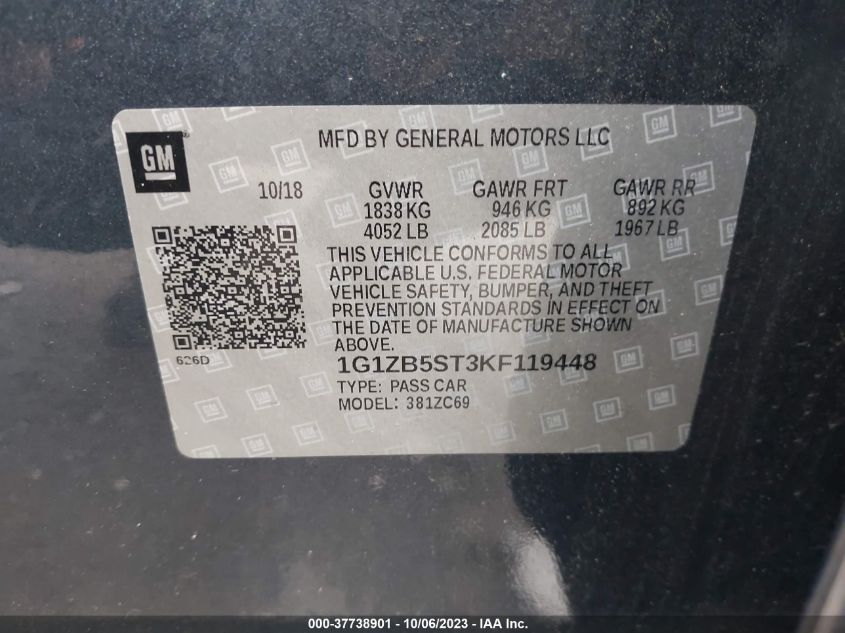 GM
MFD BY GENERAL MOTORS LLC
10/18 GVWR GAWR FRT GAWR RR
1838 KG 946 KG 892 KG
4052 LB 2085 LB 1967 LB
THIS VEHICLE CONFORMS TO ALL
APPLICABLE U.S. FEDERAL MOTOR
VEHICLE SAFETY, BUMPER, AND THEFT
PREVENTION STANDARDS IN EFFECT ON
THE DATE OF MANUFACTURE SHOWN
ABOVE.
626D
1G1ZB5ST3KF119448
TYPE: PASS CAR
MODEL: 381ZC69
000-37738901 - 10/06/2023 - IAA Inc.